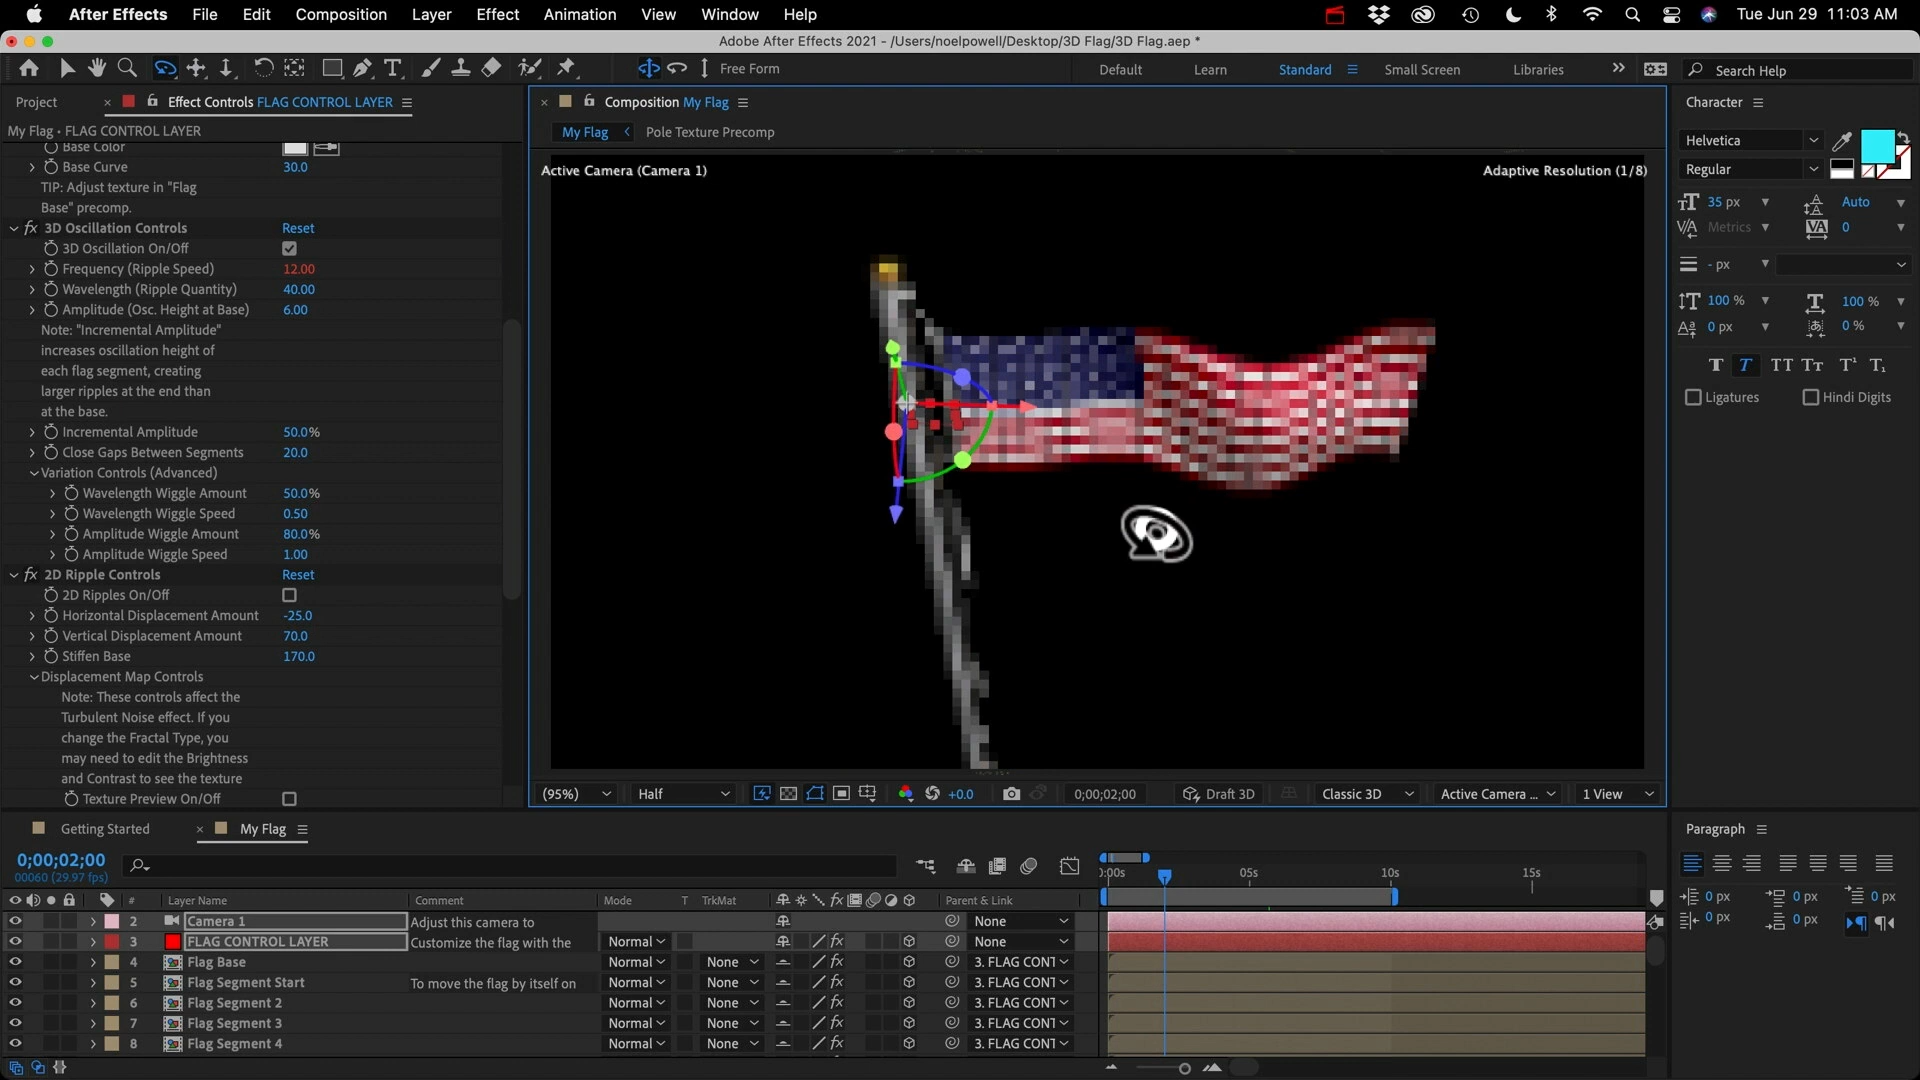 After Effects File Edit Composition Layer Effect Animation View Window Help
Tue Jun 29 11:03 AM
Adobe After Effects 2021 - /Users/noelpowell/Desktop/3D Flag/3D Flag.aep *
Free Form
Default Learn Standard Small Screen Libraries
Search Help
Project
Effect Controls FLAG CONTROL LAYER
My Flag • FLAG CONTROL LAYER
Base Color
Base Curve 30.0
TIP: Adjust texture in "Flag
Base" precomp.
fx 3D Oscillation Controls Reset
3D Oscillation On/Off
Frequency (Ripple Speed) 12.00
Wavelength (Ripple Quantity) 40.00
Amplitude (Osc. Height at Base) 6.00
Note: "Incremental Amplitude"
increases oscillation height of
each flag segment, creating
larger ripples at the end than
at the base.
Incremental Amplitude 50.0%
Close Gaps Between Segments 20.0
Variation Controls (Advanced)
Wavelength Wiggle Amount 50.0%
Wavelength Wiggle Speed 0.50
Amplitude Wiggle Amount 80.0%
Amplitude Wiggle Speed 1.00
fx 2D Ripple Controls Reset
2D Ripples On/Off
Horizontal Displacement Amount -25.0
Vertical Displacement Amount 70.0
Stiffen Base 170.0
Displacement Map Controls
Note: These controls affect the
Turbulent Noise effect. If you
change the Fractal Type, you
may need to edit the Brightness
and Contrast to see the texture
Texture Preview On/Off
Composition My Flag
My Flag Pole Texture Precomp
Active Camera (Camera 1)
Adaptive Resolution (1/8)
(95%) Half +0.0 0;00;02;00 Draft 3D Classic 3D Active Camera ... 1 View
Character
Helvetica
Regular
35 px Auto
Metrics 0
- px
100 % 100 %
0 px 0 %
T T TT Tt T¹ T₁
Ligatures Hindi Digits
Paragraph
0 px 0 px 0 px
0 px 0 px
Getting Started
My Flag
0;00;02;00
00060 (29.97 fps)
:00s 05s 10s 15s
# Layer Name Comment Mode T TrkMat fx Parent & Link
2 Camera 1 Adjust this camera to None
3 FLAG CONTROL LAYER Customize the flag with the Normal fx None
4 Flag Base Normal None fx 3. FLAG CONT
5 Flag Segment Start To move the flag by itself on Normal None fx 3. FLAG CONT
6 Flag Segment 2 Normal None fx 3. FLAG CONT
7 Flag Segment 3 Normal None fx 3. FLAG CONT
8 Flag Segment 4 Normal None fx 3. FLAG CONT